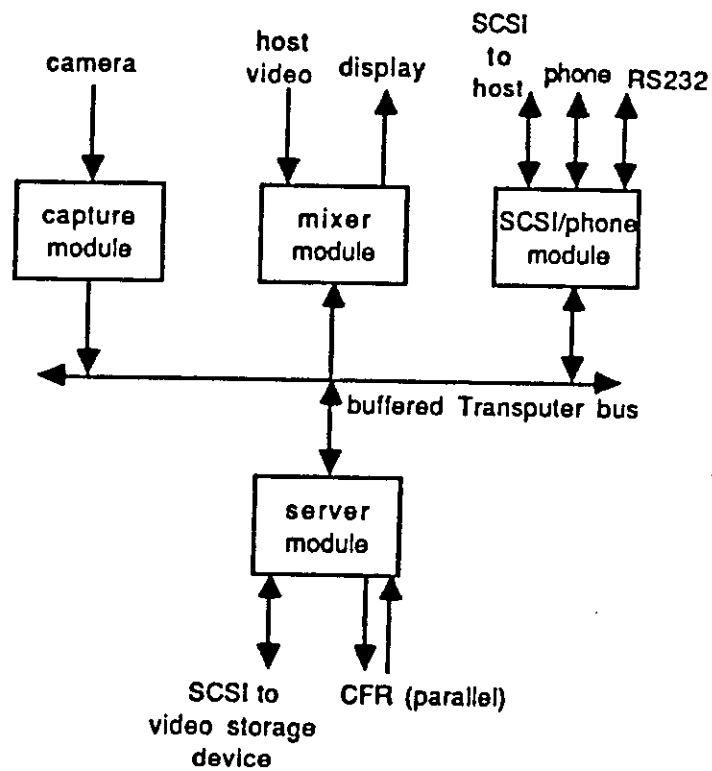 camera
host
video
display
SCSI
to
host
phone
RS232
capture
module
mixer
module
SCSI/phone
module
buffered Transputer bus
server
module
SCSI to
video storage
device
CFR (parallel)